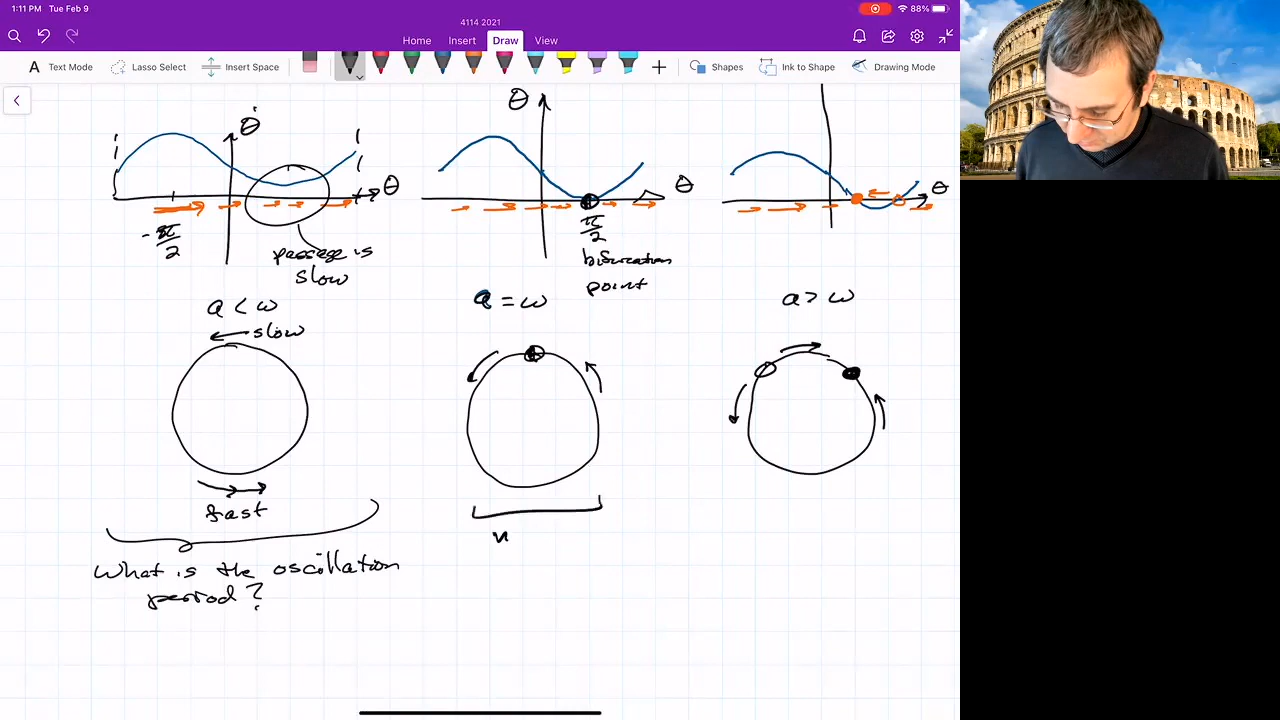 1:11 PM Tue Feb 9
88%
4114 2021
Home Insert Draw View
Text Mode Lasso Select Insert Space Shapes Ink to Shape Drawing Mode
θ̇
θ
-π/2
passage is
slow
θ
θ
π/2
bifurcation
point
θ
a < ω
a = ω
a > ω
slow
fast
What is the oscillation
period?